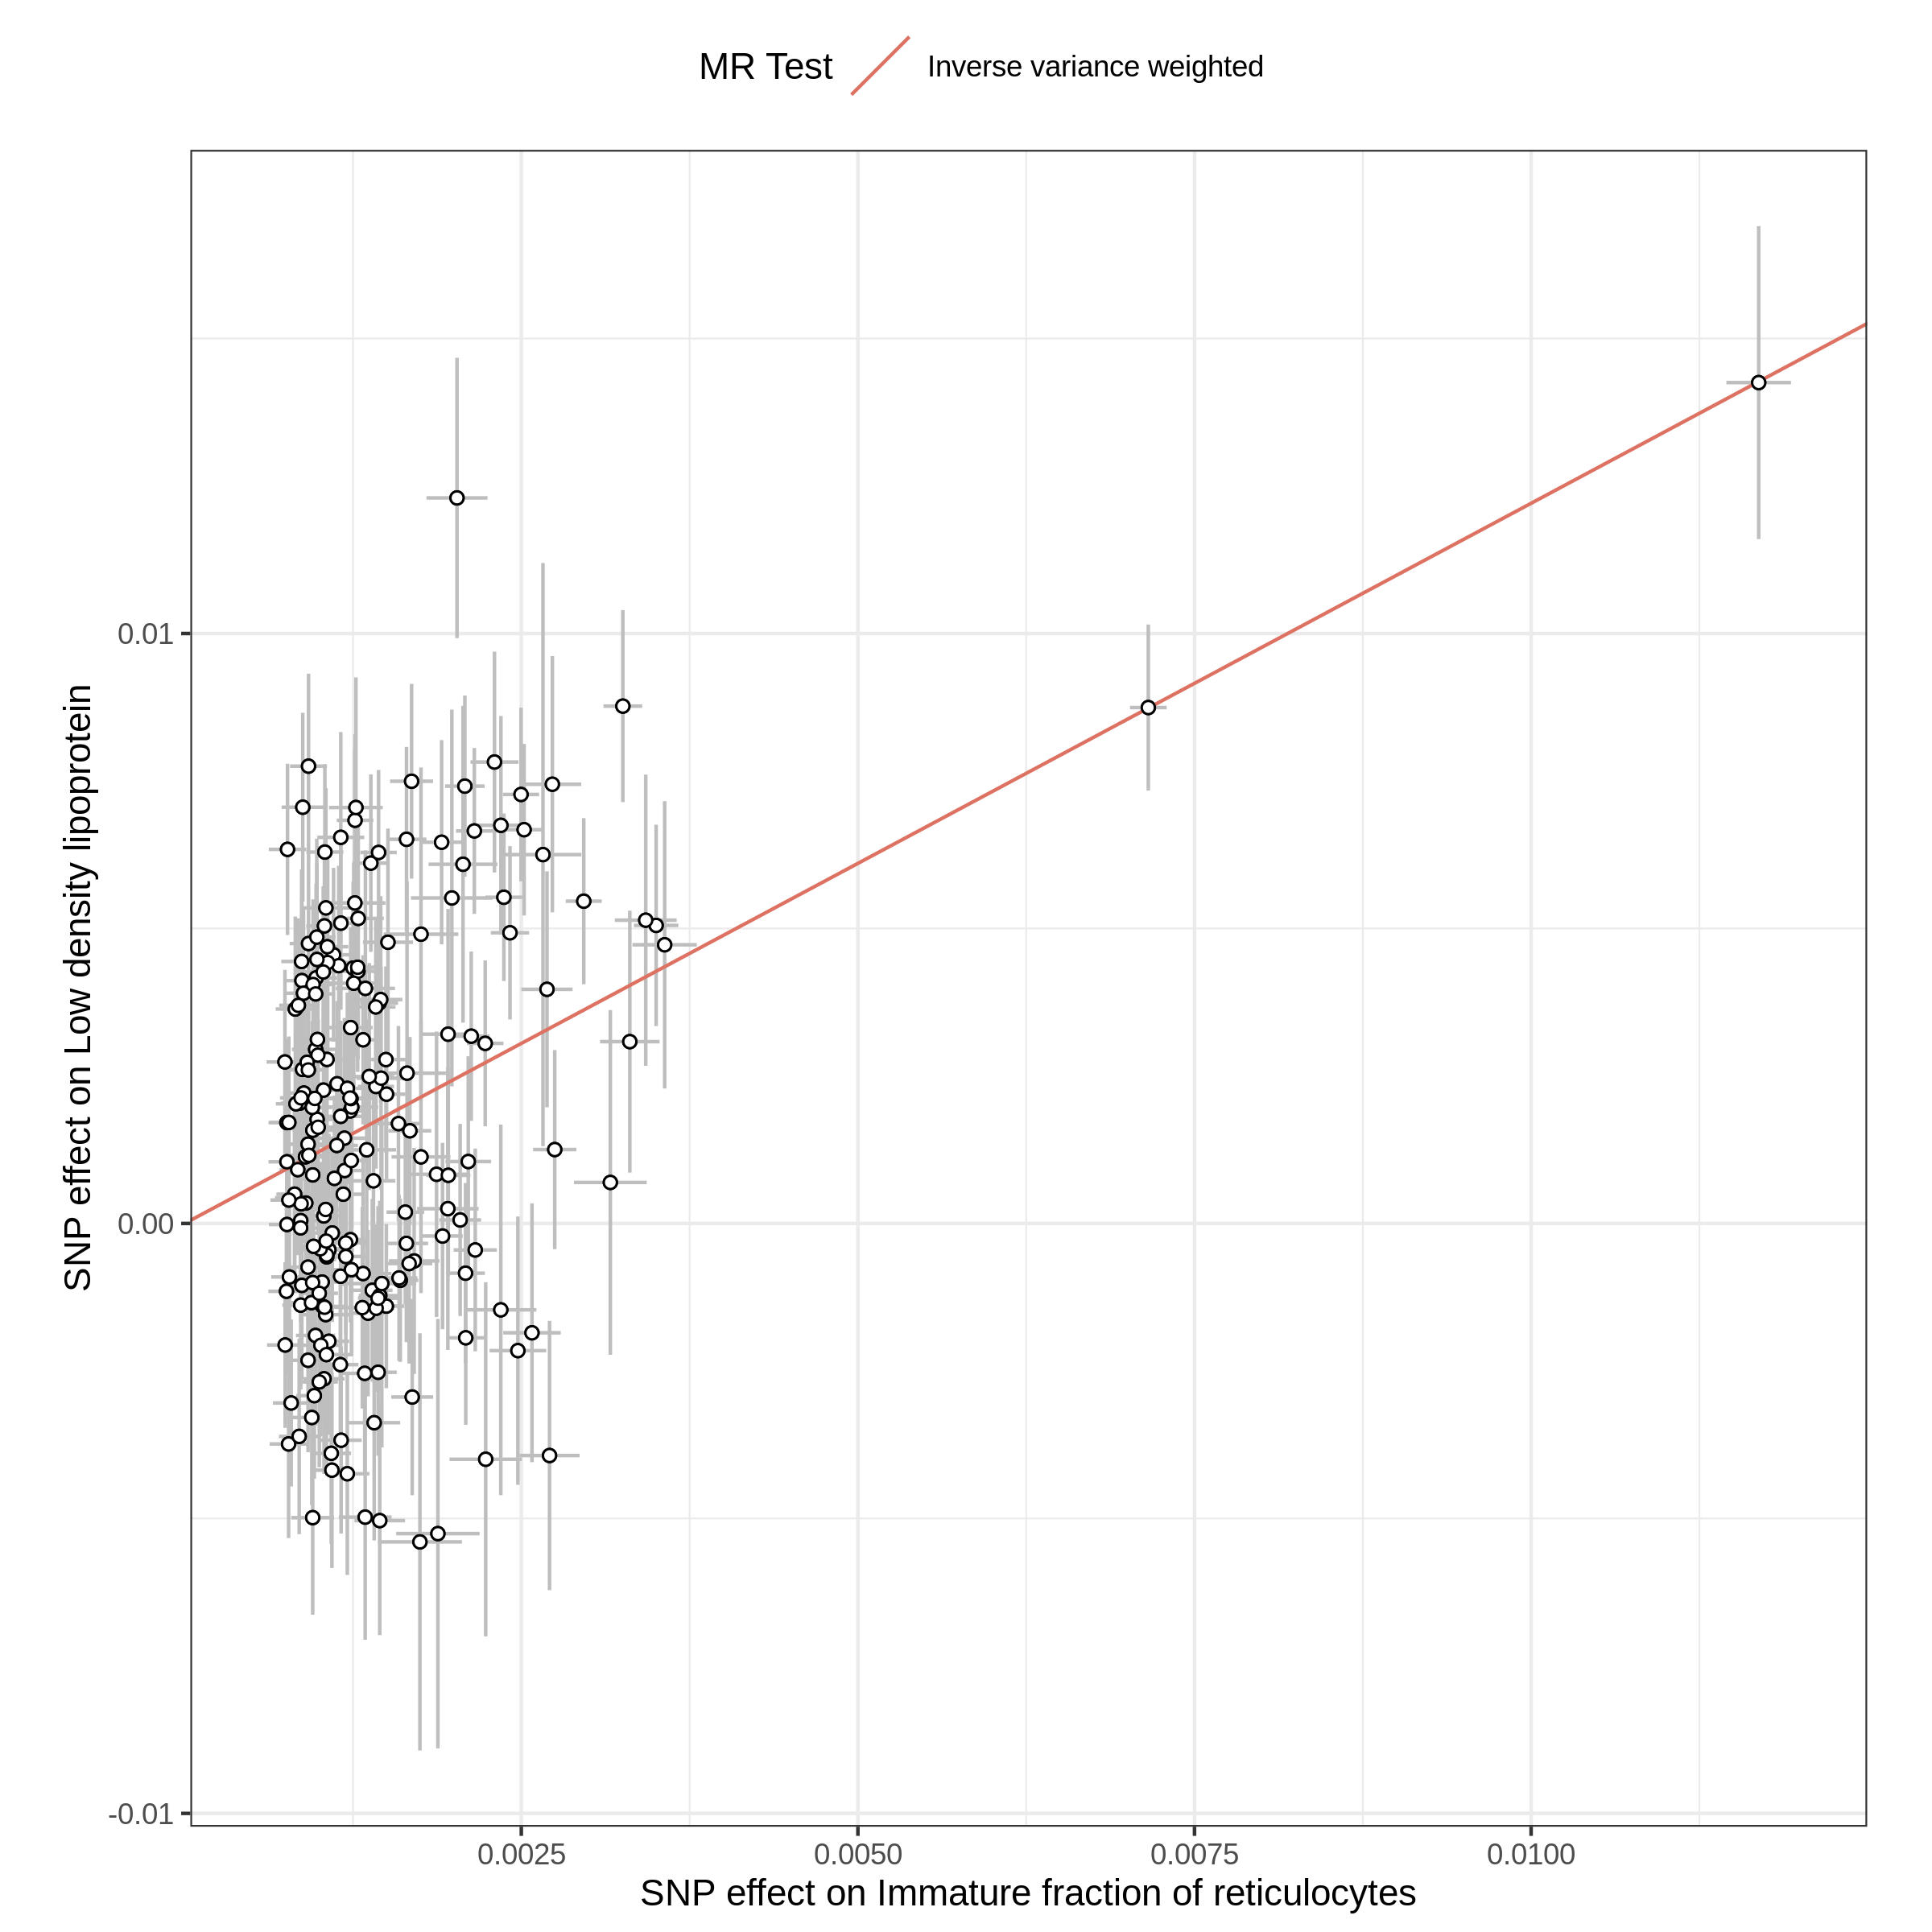 MR Test Inverse variance weighted
SNP effect on Low density lipoprotein
0.01
0.00
-0.01
0.0025 0.0050 0.0075 0.0100
SNP effect on Immature fraction of reticulocytes